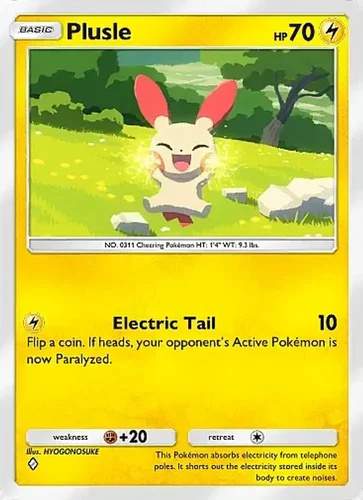 BASIC Plusle HP 70
NO. 0311 Cheering Pokémon HT: 1'4" WT: 9.3 lbs.
Electric Tail 10
Flip a coin. If heads, your opponent's Active Pokémon is
now Paralyzed.
weakness +20 retreat
Illus. HYOGONOSUKE
This Pokémon absorbs electricity from telephone
poles. It shorts out the electricity stored inside its
body to create noises.